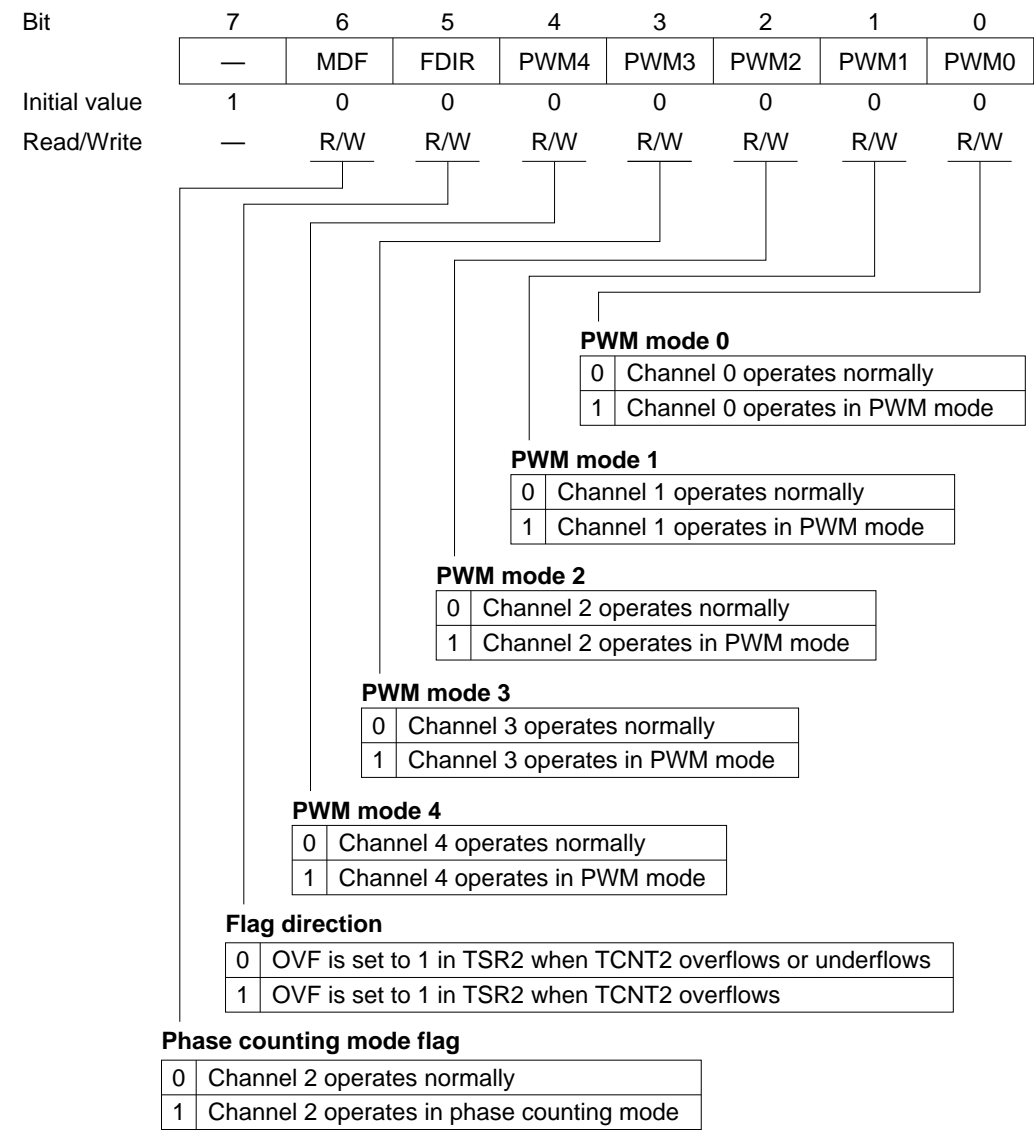 Bit 7 6 5 4 3 2 1 0
— MDF FDIR PWM4 PWM3 PWM2 PWM1 PWM0
Initial value 1 0 0 0 0 0 0 0
Read/Write — R/W R/W R/W R/W R/W R/W R/W
PWM mode 0
0 Channel 0 operates normally
1 Channel 0 operates in PWM mode
PWM mode 1
0 Channel 1 operates normally
1 Channel 1 operates in PWM mode
PWM mode 2
0 Channel 2 operates normally
1 Channel 2 operates in PWM mode
PWM mode 3
0 Channel 3 operates normally
1 Channel 3 operates in PWM mode
PWM mode 4
0 Channel 4 operates normally
1 Channel 4 operates in PWM mode
Flag direction
0 OVF is set to 1 in TSR2 when TCNT2 overflows or underflows
1 OVF is set to 1 in TSR2 when TCNT2 overflows
Phase counting mode flag
0 Channel 2 operates normally
1 Channel 2 operates in phase counting mode